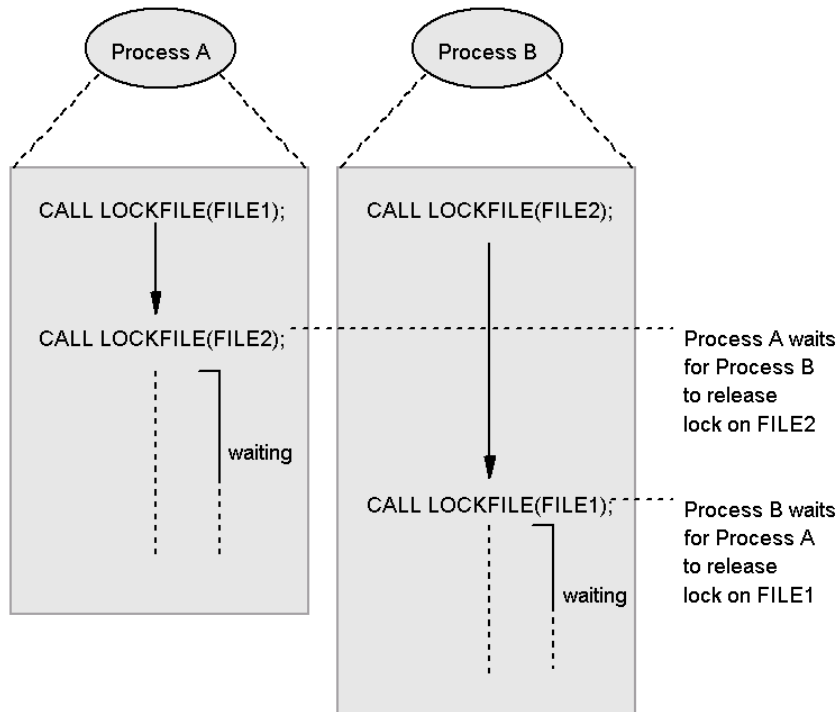 Process A
Process B
CALL LOCKFILE(FILE1);
CALL LOCKFILE(FILE2);
CALL LOCKFILE(FILE2);
Process A waits
for Process B
to release
lock on FILE2
waiting
CALL LOCKFILE(FILE1);
Process B waits
for Process A
to release
lock on FILE1
waiting